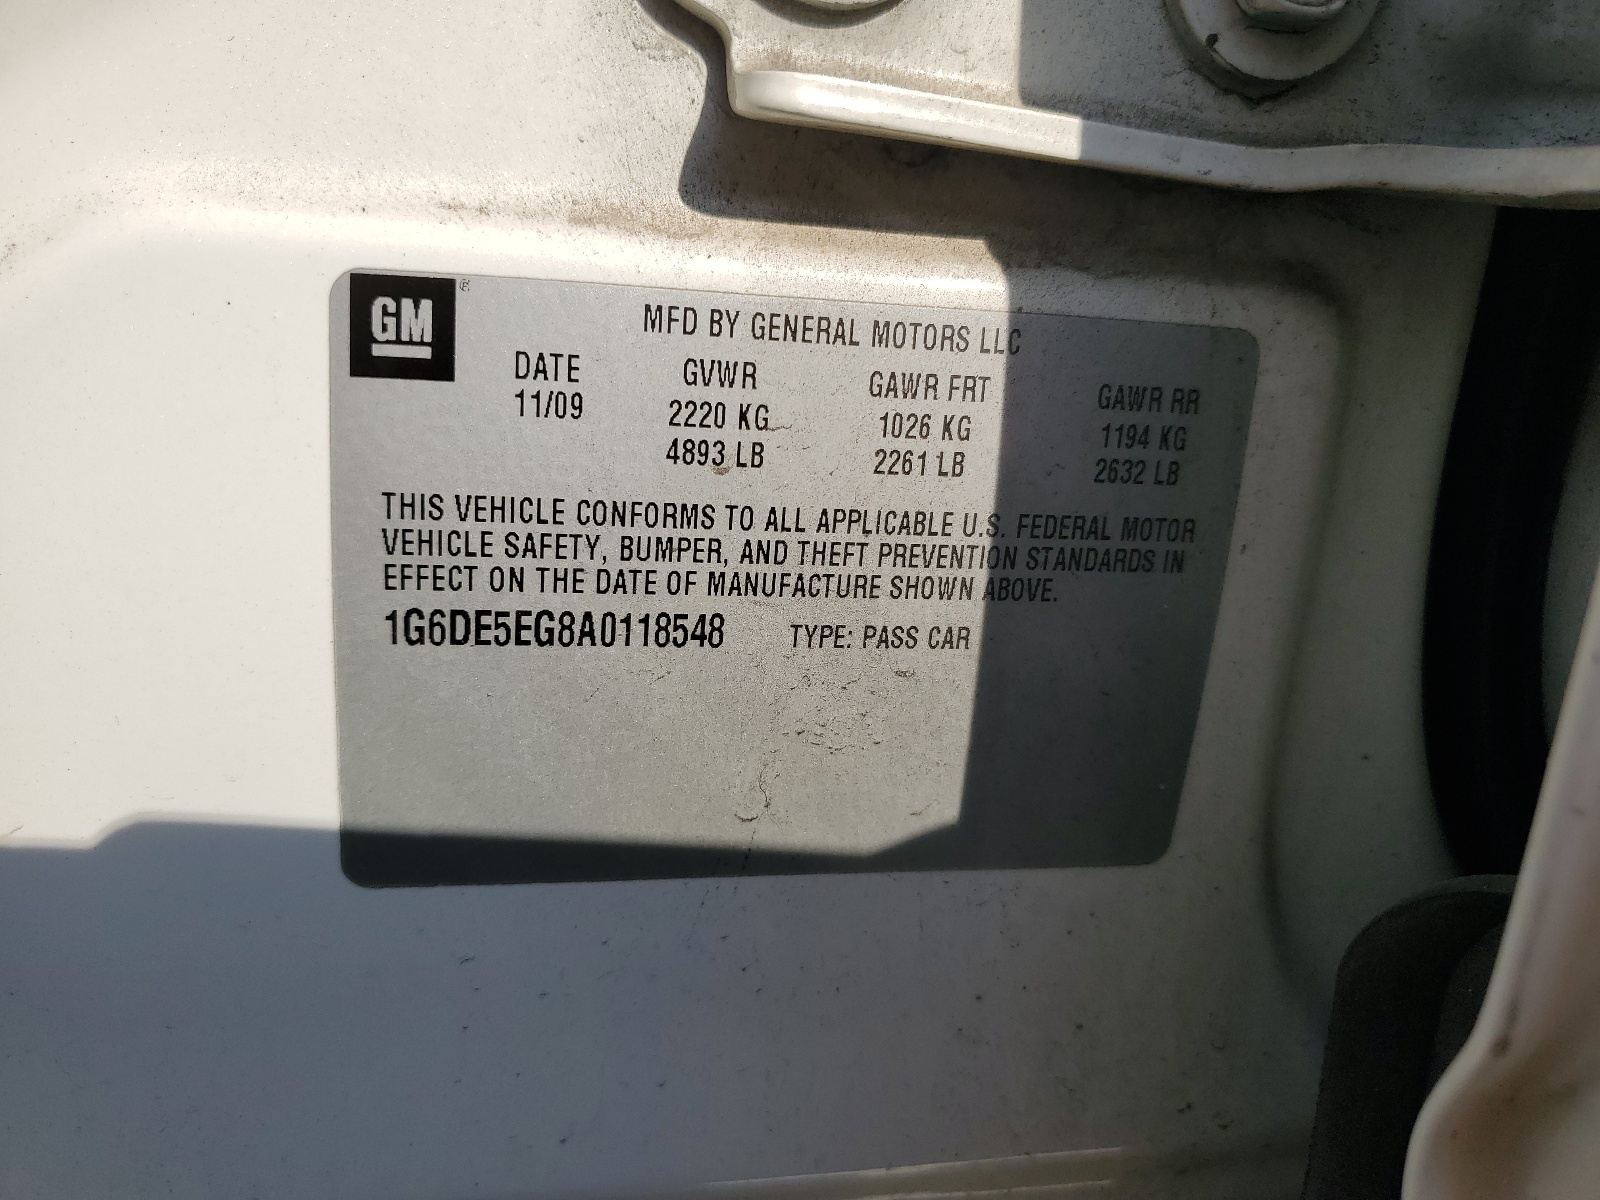 GM ®
MFD BY GENERAL MOTORS LLC
DATE GVWR GAWR FRT GAWR RR
11/09 2220 KG 1026 KG 1194 KG
4893 LB 2261 LB 2632 LB
THIS VEHICLE CONFORMS TO ALL APPLICABLE U.S. FEDERAL MOTOR
VEHICLE SAFETY, BUMPER, AND THEFT PREVENTION STANDARDS IN
EFFECT ON THE DATE OF MANUFACTURE SHOWN ABOVE.
1G6DE5EG8A0118548 TYPE: PASS CAR